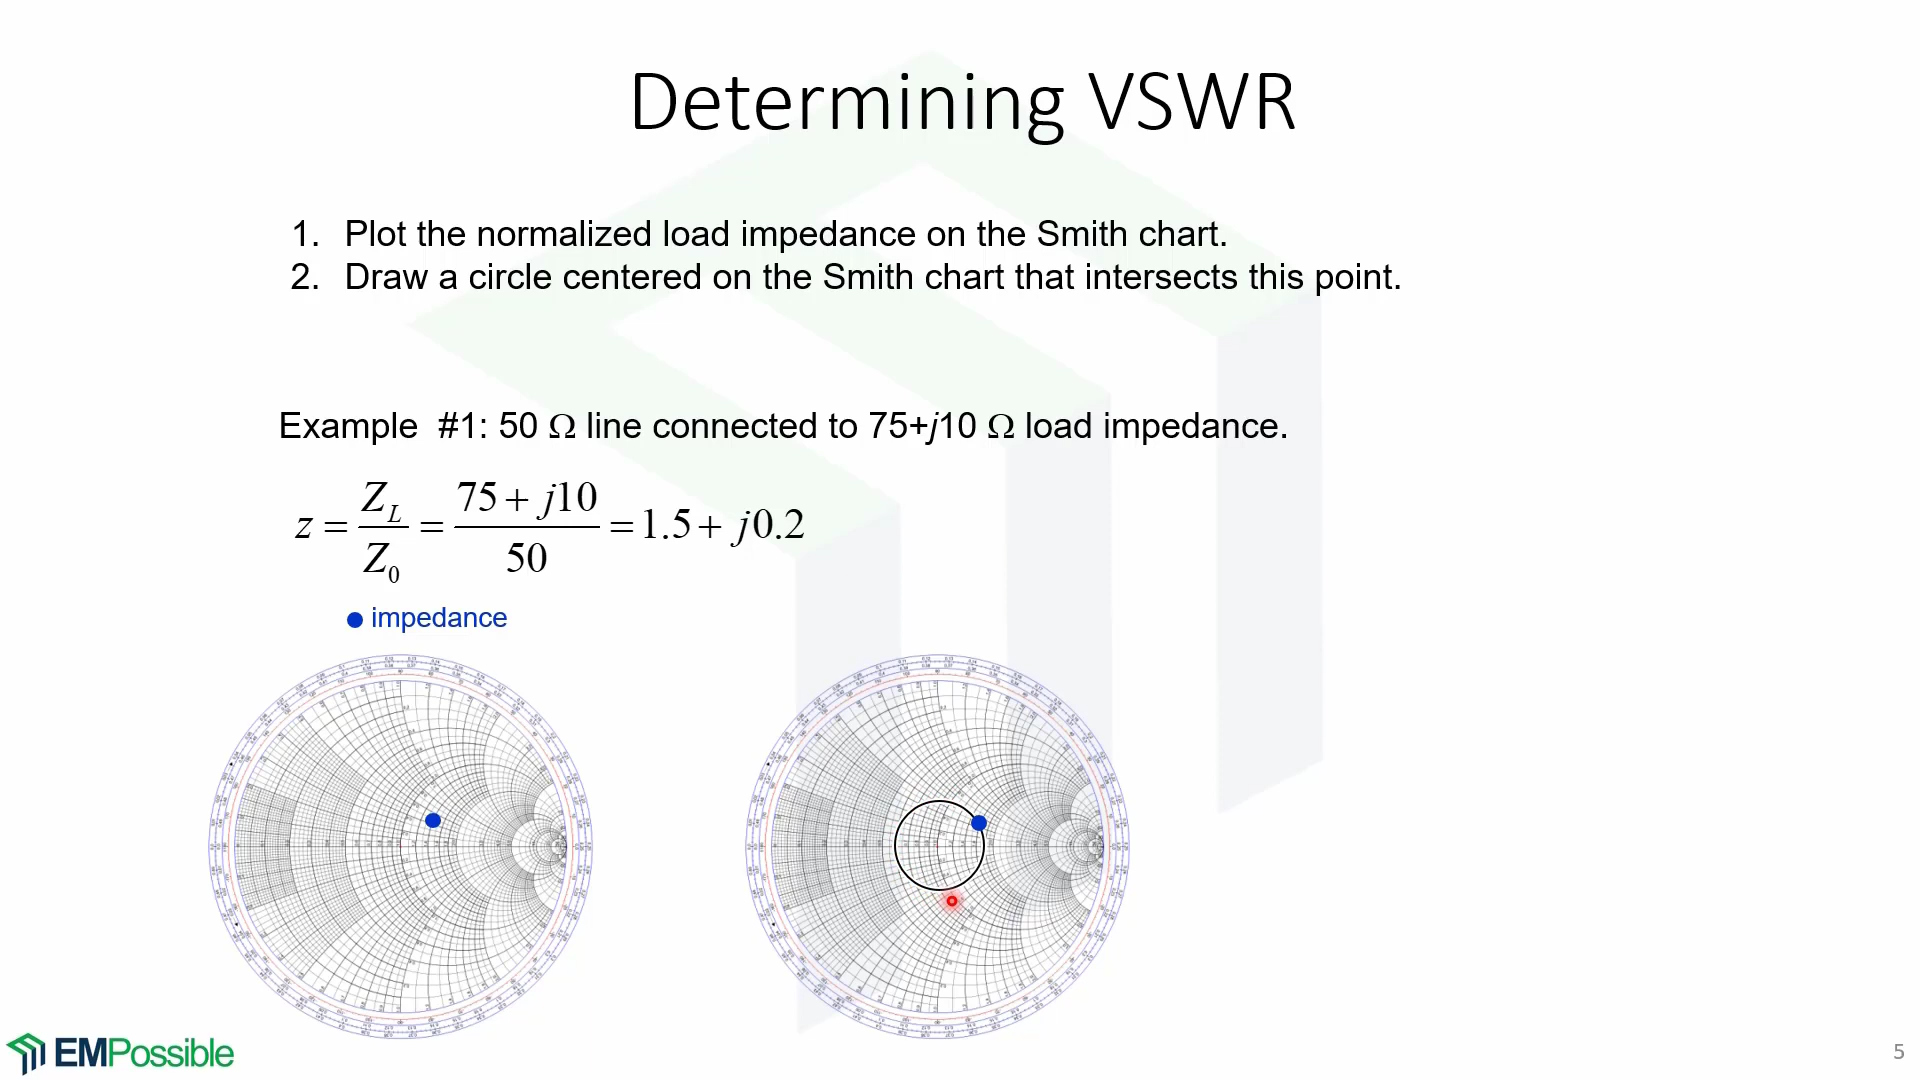 Determining VSWR
1. Plot the normalized load impedance on the Smith chart.
2. Draw a circle centered on the Smith chart that intersects this point.
Example #1: 50 Ω line connected to 75+j10 Ω load impedance.
z = Z_L / Z_0 = (75 + j10) / 50 = 1.5 + j0.2
impedance
EMPossible
5